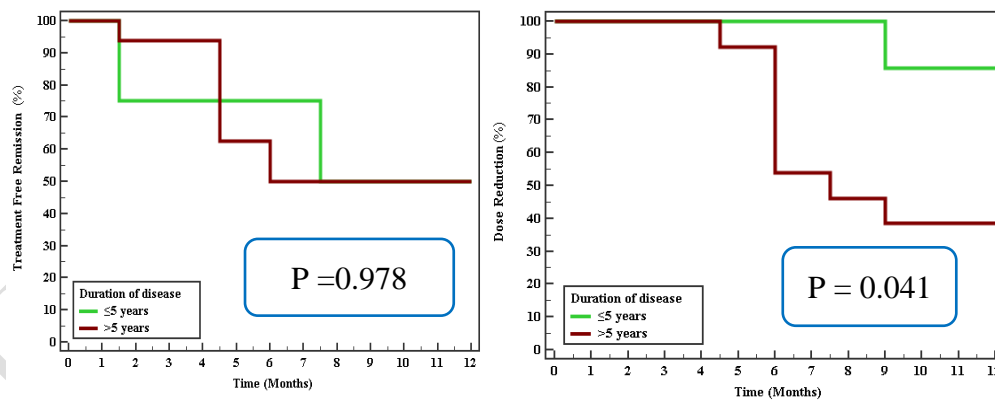 Treatment Free Remission (%)
100
90
80
70
60
50
40
30
20
10
0
P =0.978
Duration of disease
≤5 years
>5 years
0 1 2 3 4 5 6 7 8 9 10 11 12
Time (Months)
Dose Reduction (%)
100
90
80
70
60
50
40
30
20
10
0
P = 0.041
Duration of disease
≤5 years
>5 years
0 1 2 3 4 5 6 7 8 9 10 11
Time (Months)